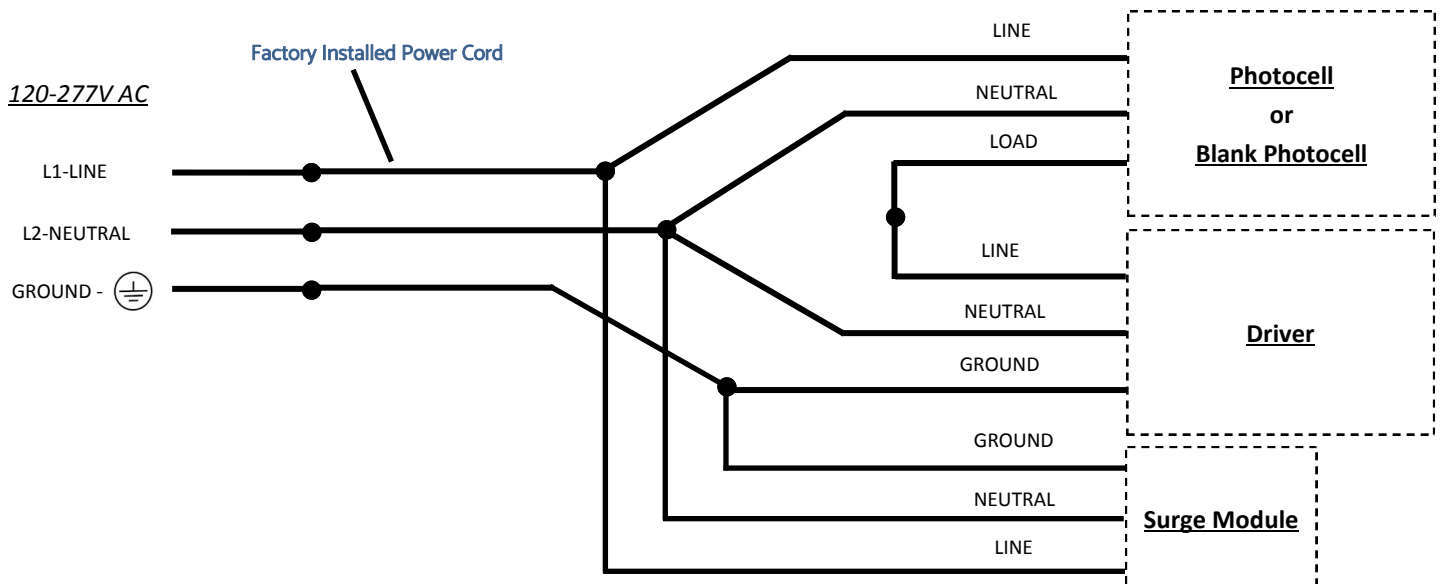 Factory Installed Power Cord
120-277V AC
L1-LINE
L2-NEUTRAL
GROUND -
LINE
NEUTRAL
LOAD
Photocell
or
Blank Photocell
LINE
NEUTRAL
GROUND
Driver
GROUND
NEUTRAL
LINE
Surge Module